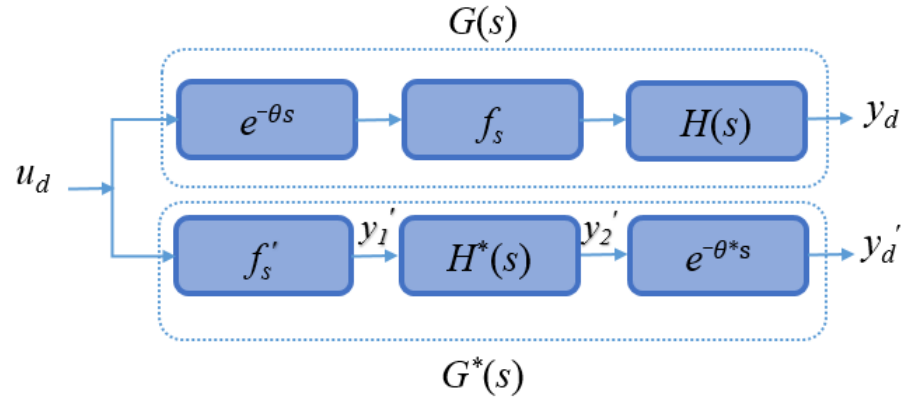 G(s)
e^{-θs} f_s H(s) y_d
u_d
f_s' y_1' H^*(s) y_2' e^{-θ*s} y_d'
G^*(s)